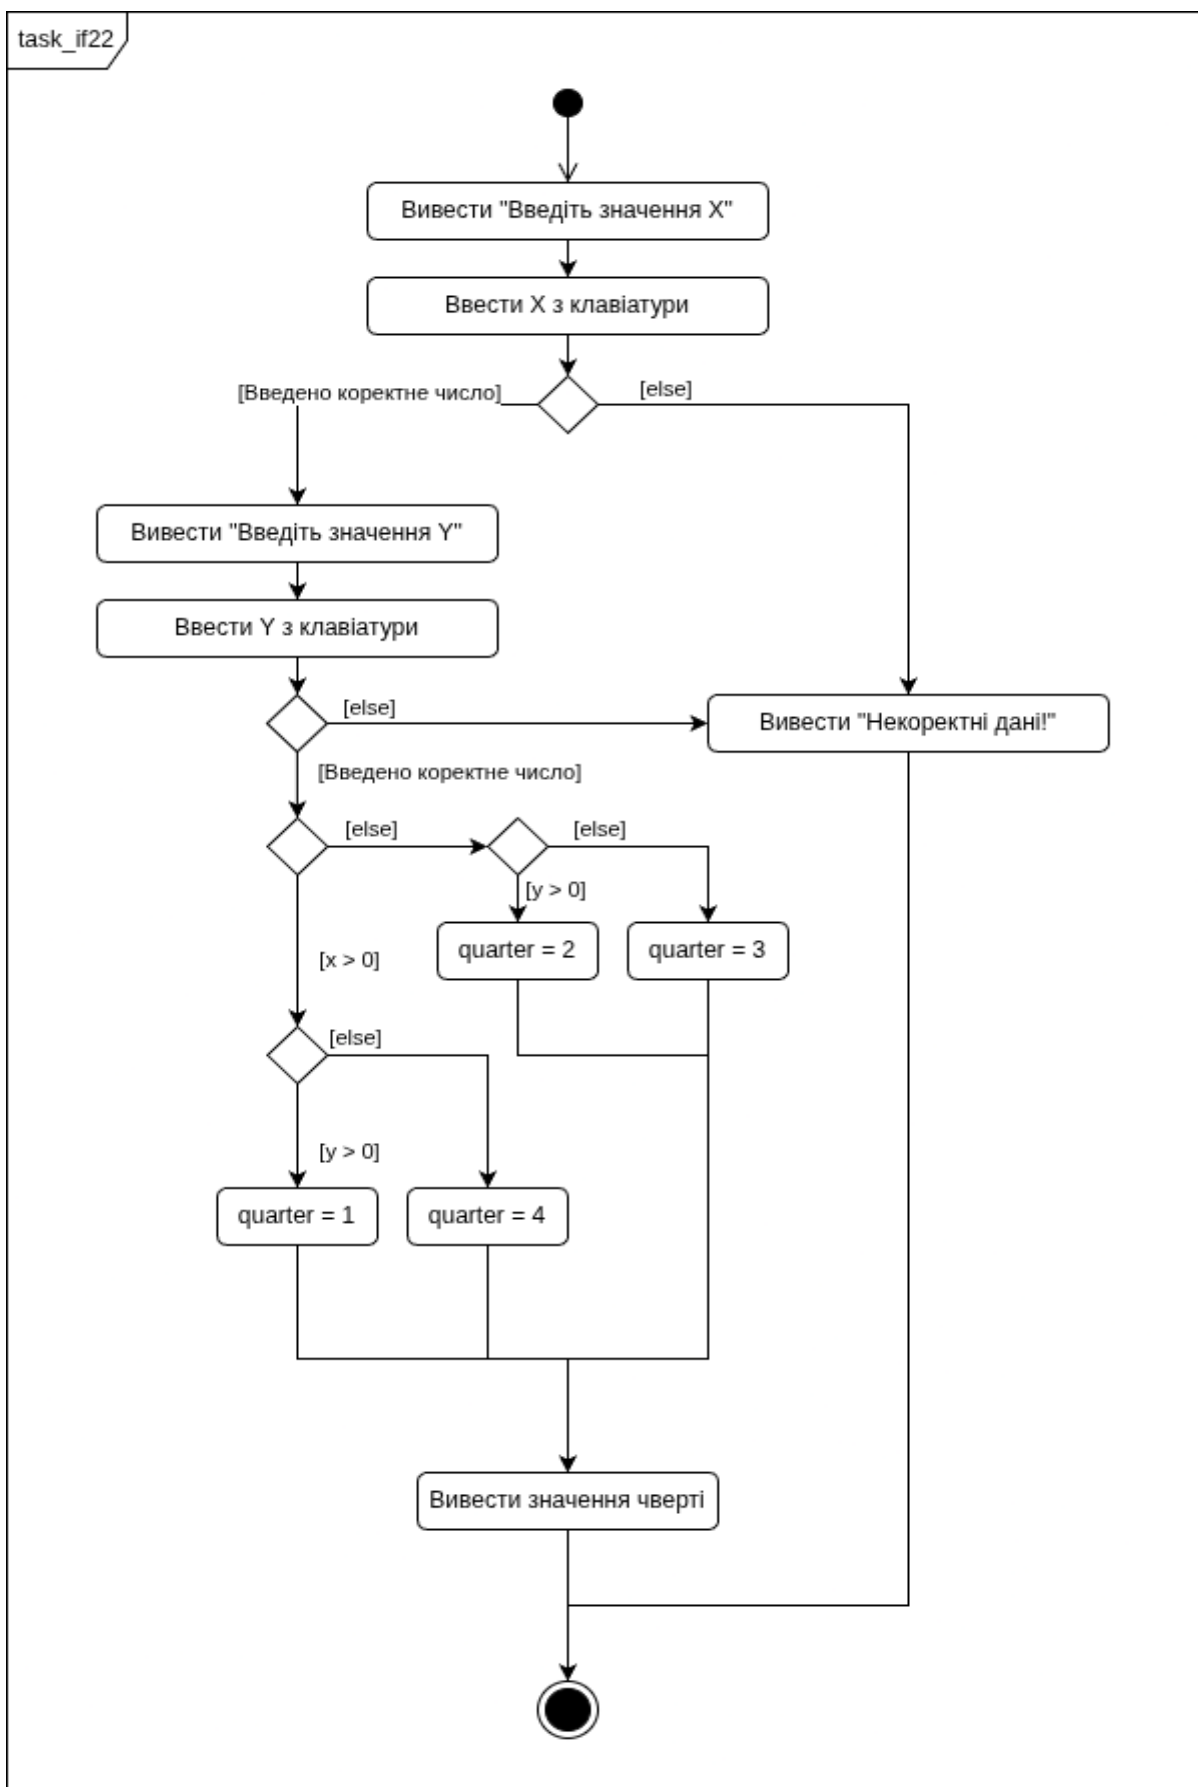 task_if22
Вивести "Введіть значення X"
Ввести X з клавіатури
[Введено коректне число]
[else]
Вивести "Введіть значення Y"
Ввести Y з клавіатури
[else]
Вивести "Некоректні дані!"
[Введено коректне число]
[else]
[else]
[y > 0]
quarter = 2
quarter = 3
[x > 0]
[else]
[y > 0]
quarter = 1
quarter = 4
Вивести значення чверті